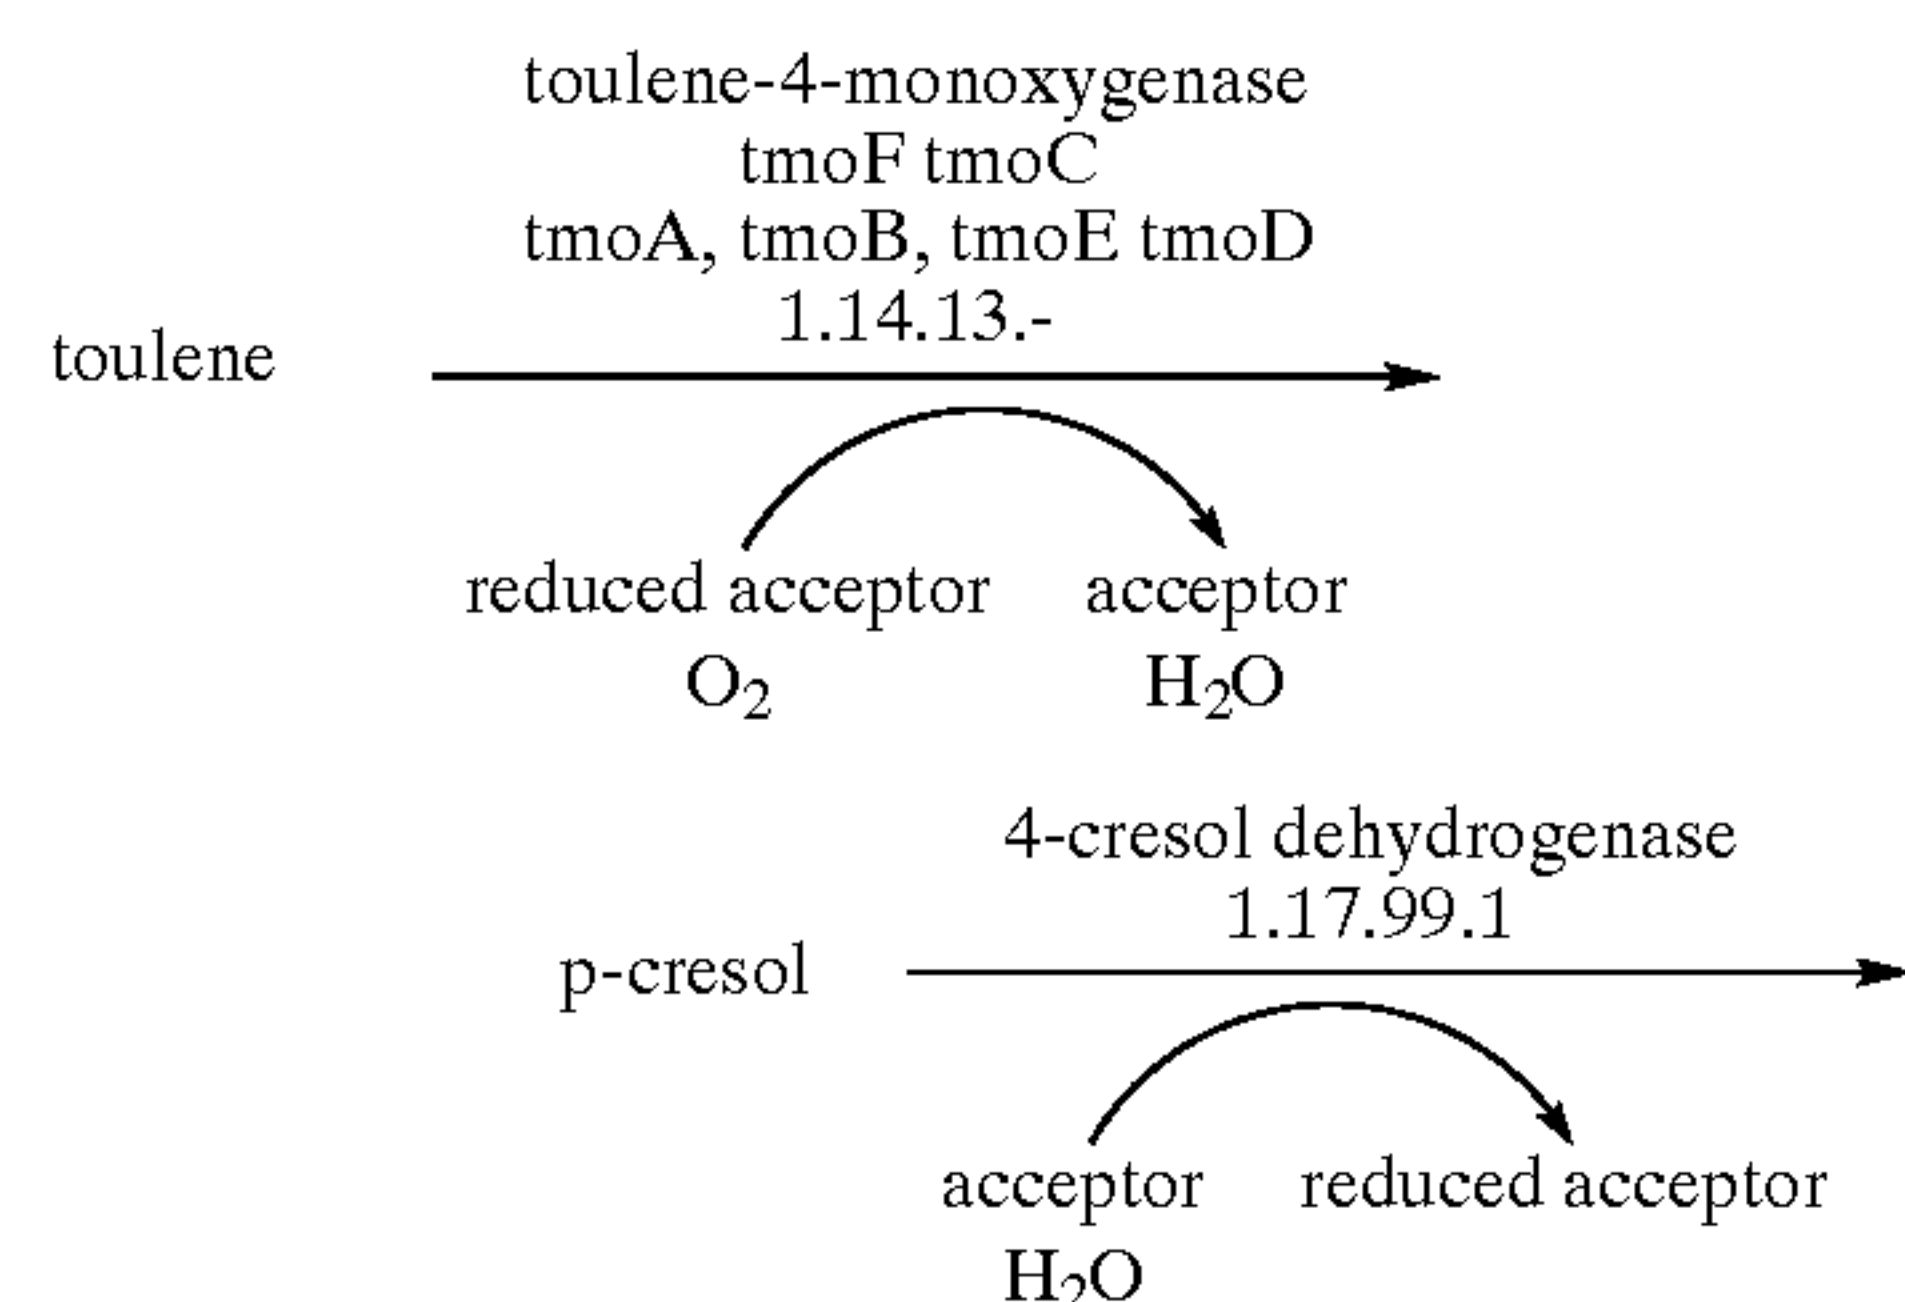 toulene-4-monoxygenase
tmoF tmoC
tmoA, tmoB, tmoE tmoD
1.14.13.-
toulene
reduced acceptor acceptor
O2 H2O
4-cresol dehydrogenase
1.17.99.1
p-cresol
acceptor reduced acceptor
H2O